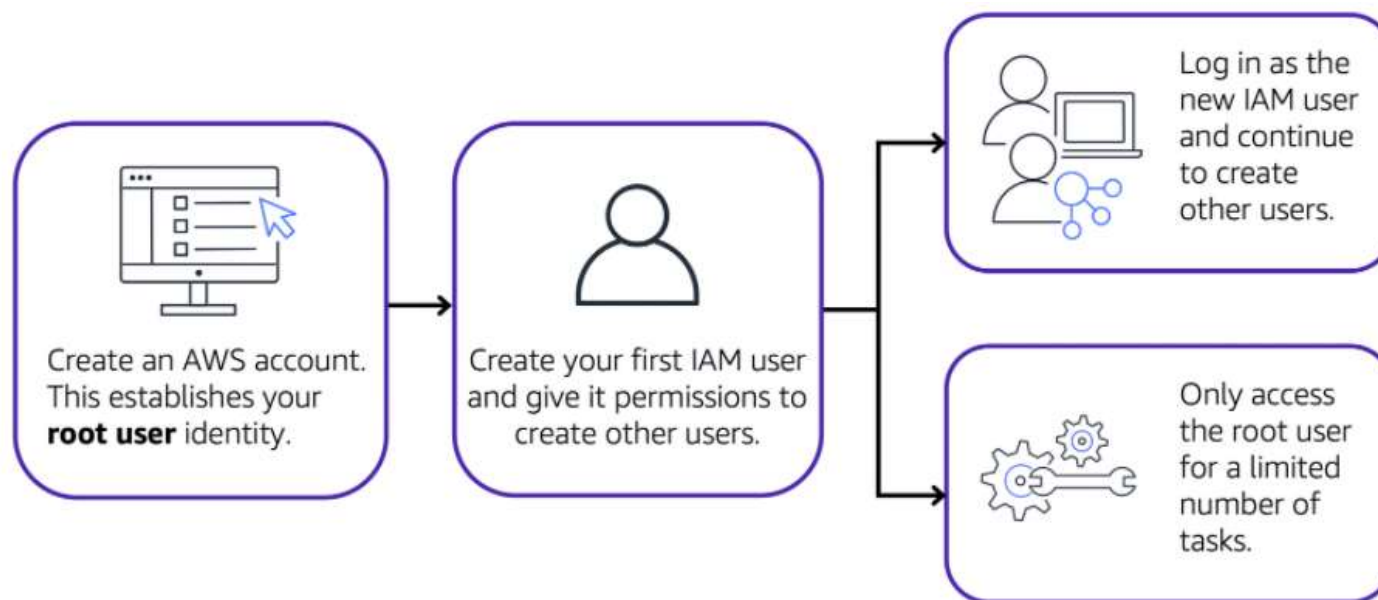 Create an AWS account.
This establishes your
root user identity.
Create your first IAM user
and give it permissions to
create other users.
Log in as the
new IAM user
and continue
to create
other users.
Only access
the root user
for a limited
number of
tasks.